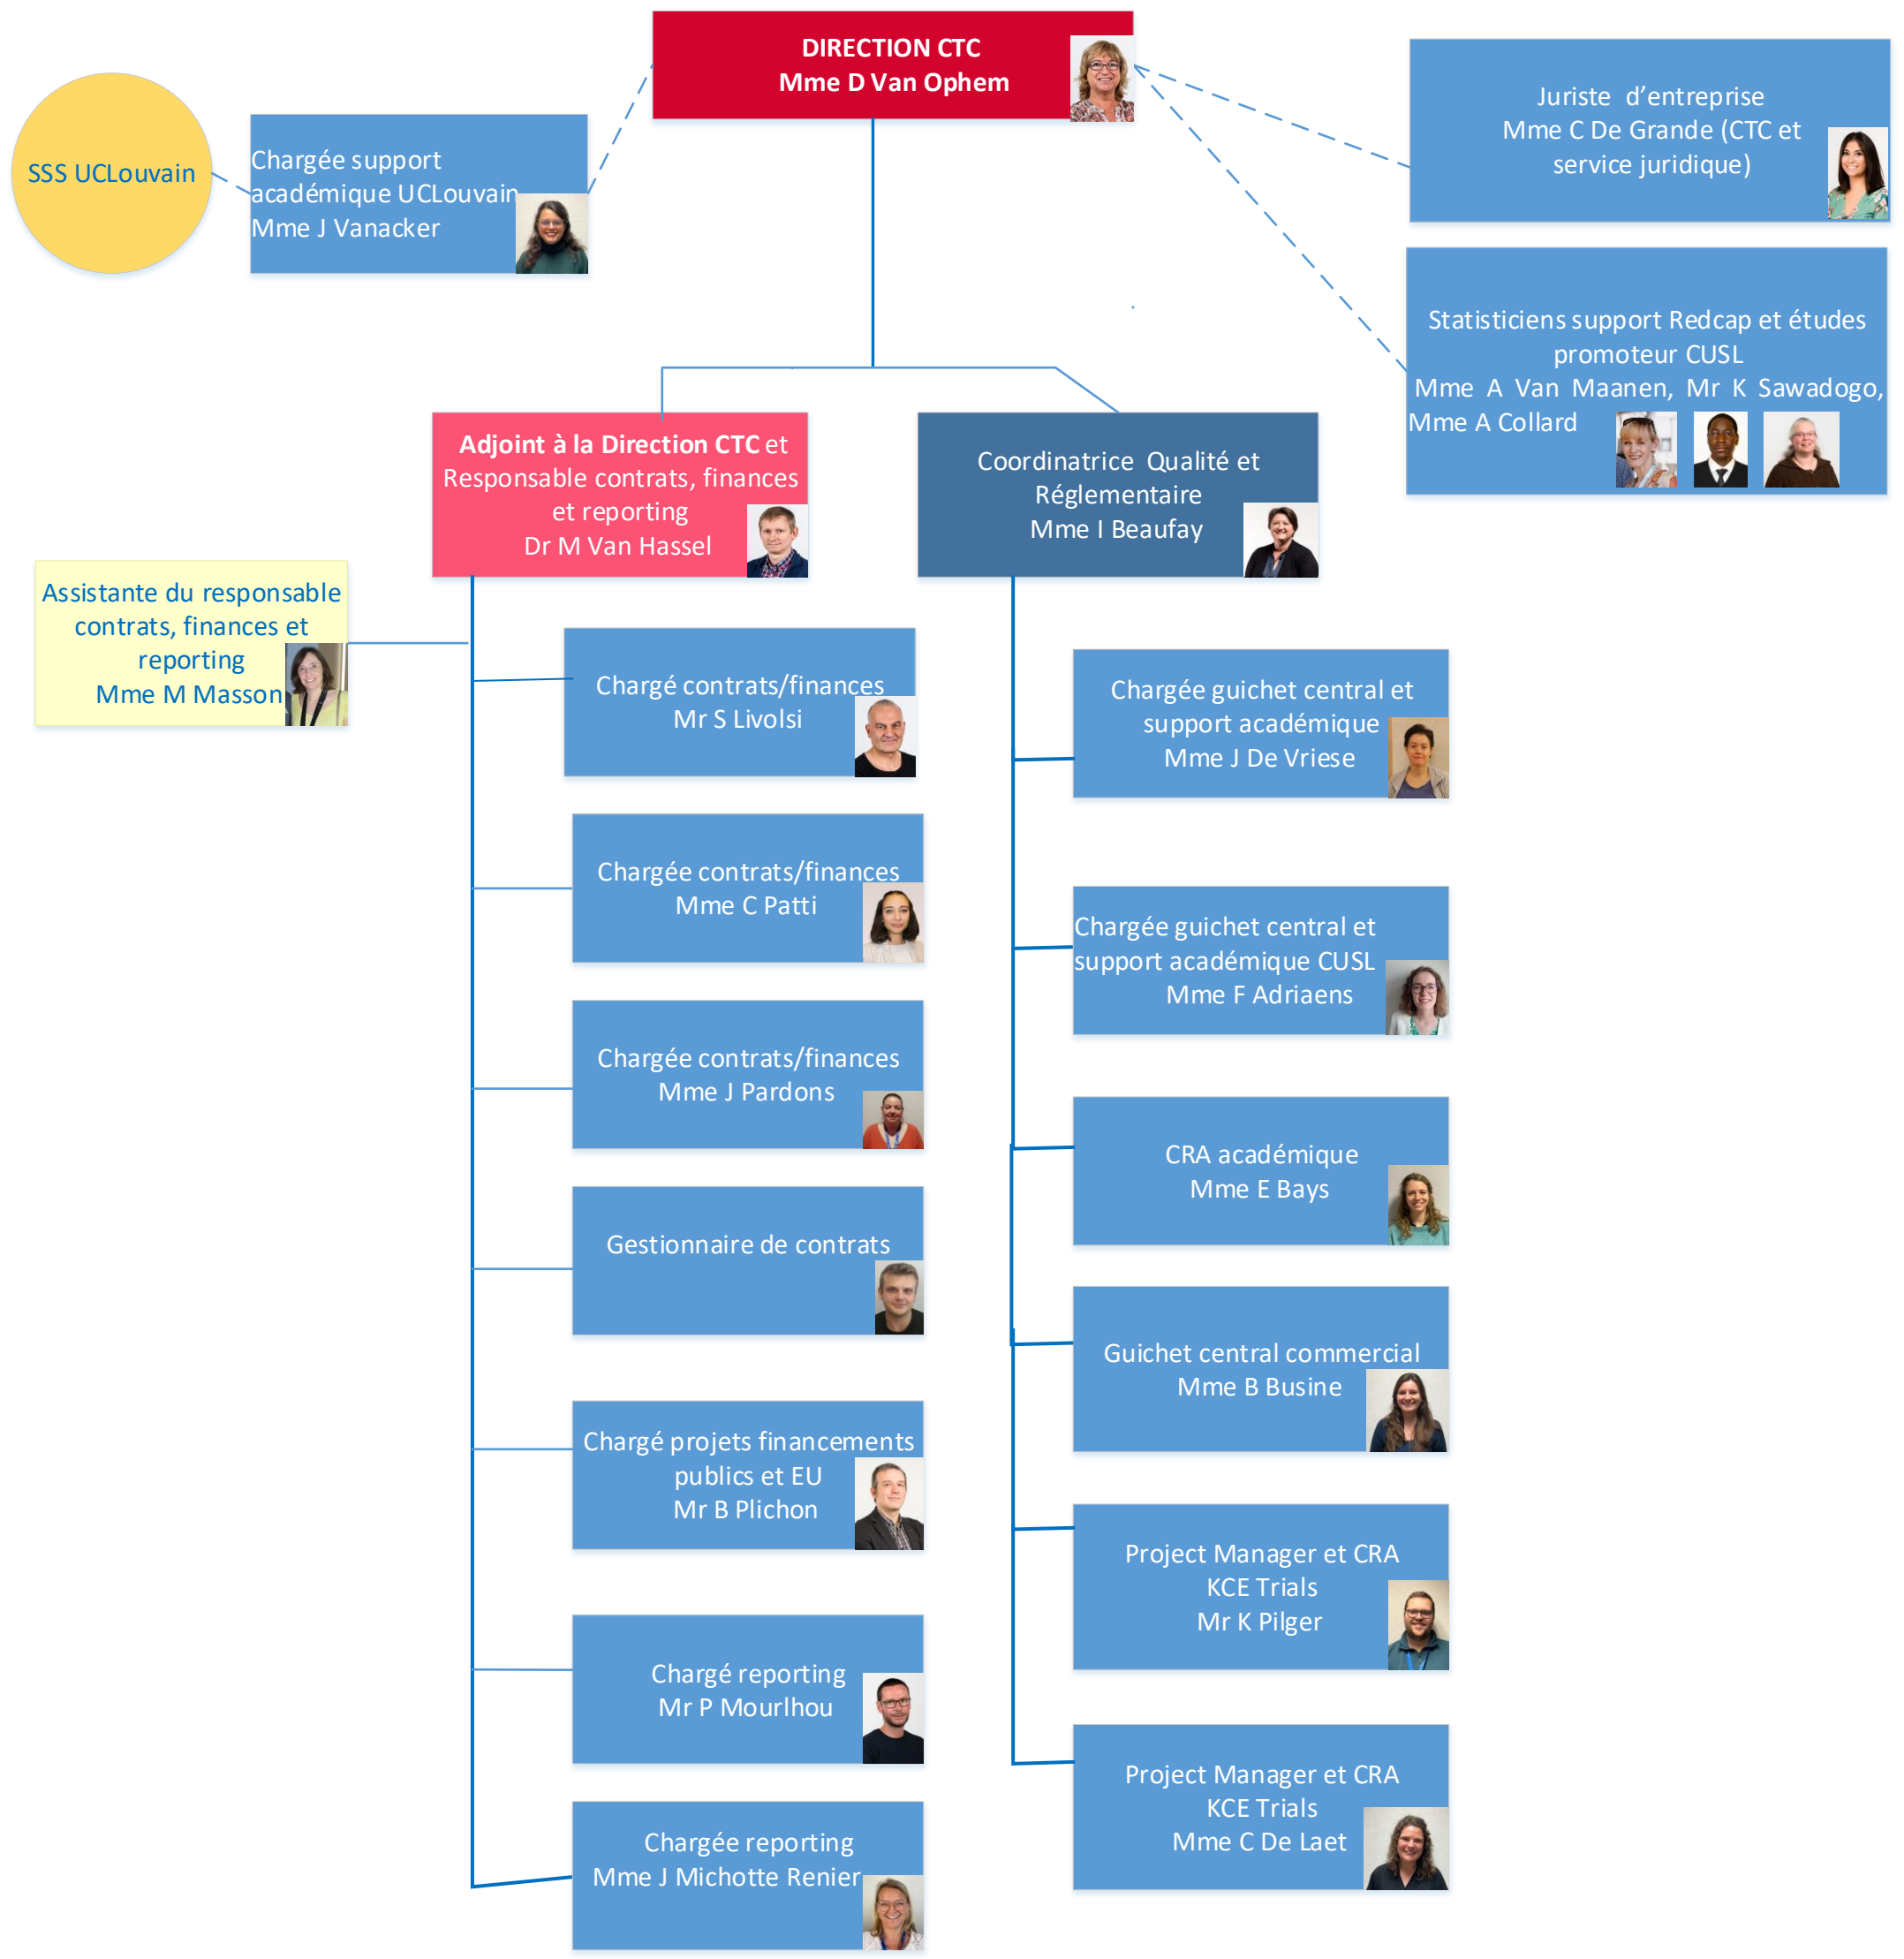 DIRECTION CTC
Mme D Van Ophem
SSS UCLouvain
Chargée support
académique UCLouvain
Mme J Vanacker
Juriste d’entreprise
Mme C De Grande (CTC et
service juridique)
Statisticiens support Redcap et études
promoteur CUSL
Mme A Van Maanen, Mr K Sawadogo,
Mme A Collard
Adjoint à la Direction CTC et
Responsable contrats, finances
et reporting
Dr M Van Hassel
Coordinatrice Qualité et
Réglementaire
Mme I Beaufay
Assistante du responsable
contrats, finances et
reporting
Mme M Masson
Chargé contrats/finances
Mr S Livolsi
Chargée contrats/finances
Mme C Patti
Chargée contrats/finances
Mme J Pardons
Gestionnaire de contrats
Chargé projets financements
publics et EU
Mr B Plichon
Chargé reporting
Mr P Mourlhou
Chargée reporting
Mme J Michotte Renier
Chargée guichet central et
support académique
Mme J De Vriese
Chargée guichet central et
support académique CUSL
Mme F Adriaens
CRA académique
Mme E Bays
Guichet central commercial
Mme B Busine
Project Manager et CRA
KCE Trials
Mr K Pilger
Project Manager et CRA
KCE Trials
Mme C De Laet